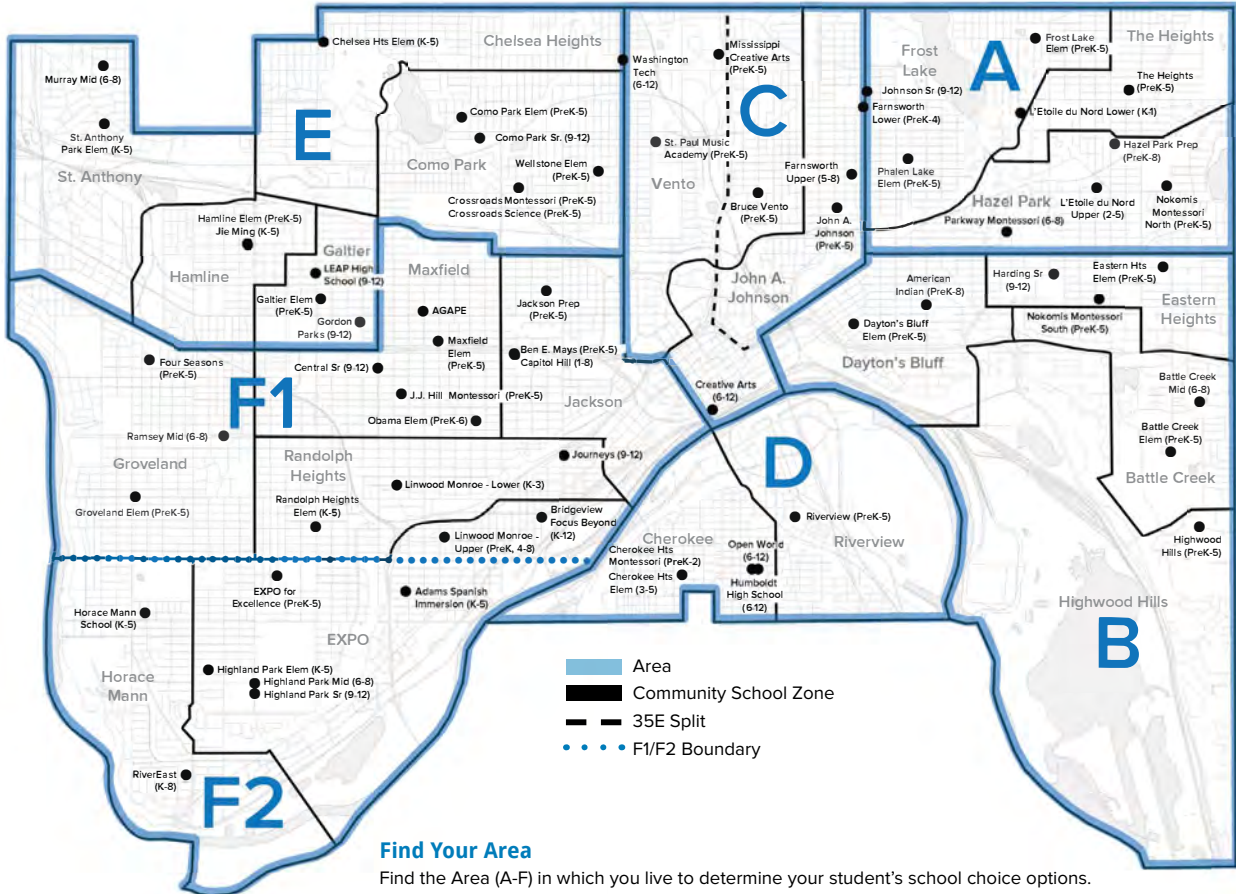 Chelsea Hts Elem (K-5)
Chelsea Heights
Murray Mid (6-8)
St. Anthony
Park Elem (K-5)
St. Anthony
E
Como Park Elem (PreK-5)
Como Park Sr. (9-12)
Como Park
Wellstone Elem
(PreK-5)
Crossroads Montessori (PreK-5)
Crossroads Science (PreK-5)
Washington
Tech
(6-12)
Mississippi
Creative Arts
(PreK-5)
C
St. Paul Music
Academy (PreK-5)
Vento
Bruce Vento
(PreK-5)
Farnsworth
Upper (5-8)
John A.
Johnson
(PreK-5)
John A.
Johnson
Frost
Lake
A
Frost Lake
Elem (PreK-5)
The Heights
The Heights
(PreK-5)
Johnson Sr (9-12)
Farnsworth
Lower (PreK-4)
L'Etoile du Nord Lower (K-1)
Hazel Park Prep
(PreK-8)
Phalen Lake
Elem (PreK-5)
Hazel Park
L'Etoile du Nord
Upper (2-5)
Nokomis
Montessori
North (PreK-5)
Parkway Montessori (6-8)
Hamline Elem (PreK-5)
Jie Ming (K-5)
Hamline
Galtier
LEAP High
School (9-12)
Galtier Elem
(PreK-5)
Gordon
Parks (9-12)
Maxfield
AGAPE
Maxfield
Elem
(PreK-5)
Jackson Prep
(PreK-5)
Ben E. Mays (PreK-5)
Capitol Hill (1-8)
Jackson
Central Sr (9-12)
J.J. Hill Montessori (PreK-5)
Obama Elem (PreK-6)
Four Seasons
(PreK-5)
F1
Ramsey Mid (6-8)
Groveland
Groveland Elem (PreK-5)
Randolph
Heights
Randolph Heights
Elem (K-5)
Journeys (9-12)
Linwood Monroe - Lower (K-3)
Bridgeview
Focus Beyond
(K-12)
Linwood Monroe -
Upper (PreK, 4-8)
American
Indian (PreK-8)
Dayton's Bluff
Elem (PreK-5)
Dayton's Bluff
Harding Sr
(9-12)
Eastern Hts
Elem (PreK-5)
Nokomis Montessori
South (PreK-5)
Eastern
Heights
Battle Creek
Mid (6-8)
Battle Creek
Elem (PreK-5)
Battle Creek
Highwood
Hills (PreK-5)
Highwood Hills
B
Creative Arts
(6-12)
D
Riverview (PreK-5)
Riverview
Cherokee
Cherokee Hts
Montessori (PreK-2)
Cherokee Hts
Elem (3-5)
Open World
(6-12)
Humboldt
High School
(6-12)
EXPO for
Excellence (PreK-5)
Adams Spanish
Immersion (K-5)
EXPO
Horace Mann
School (K-5)
Horace
Mann
Highland Park Elem (K-5)
Highland Park Mid (6-8)
Highland Park Sr (9-12)
RiverEast
(K-8)
F2
Area
Community School Zone
35E Split
F1/F2 Boundary
Find Your Area
Find the Area (A-F) in which you live to determine your student's school choice options.